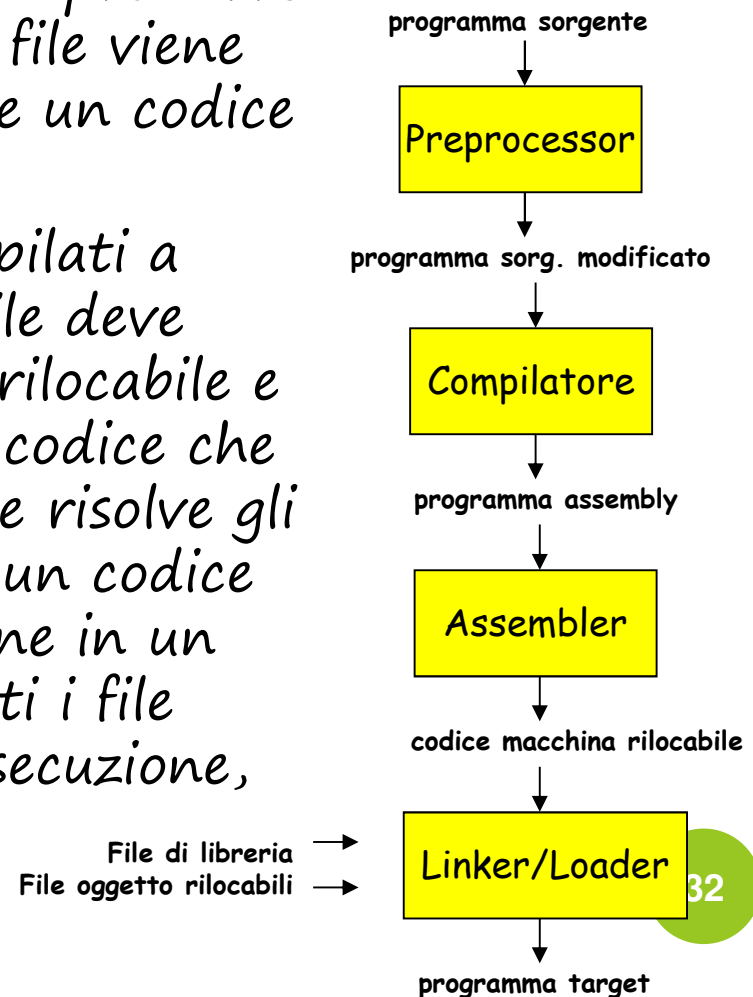 file viene
e un codice
pilati a
ile deve
rilocabile e
codice che
e risolve gli
un codice
ne in un
ti i file
secuzione,
programma sorgente
Preprocessor
programma sorg. modificato
Compilatore
programma assembly
Assembler
codice macchina rilocabile
File di libreria
File oggetto rilocabili
Linker/Loader
32
programma target